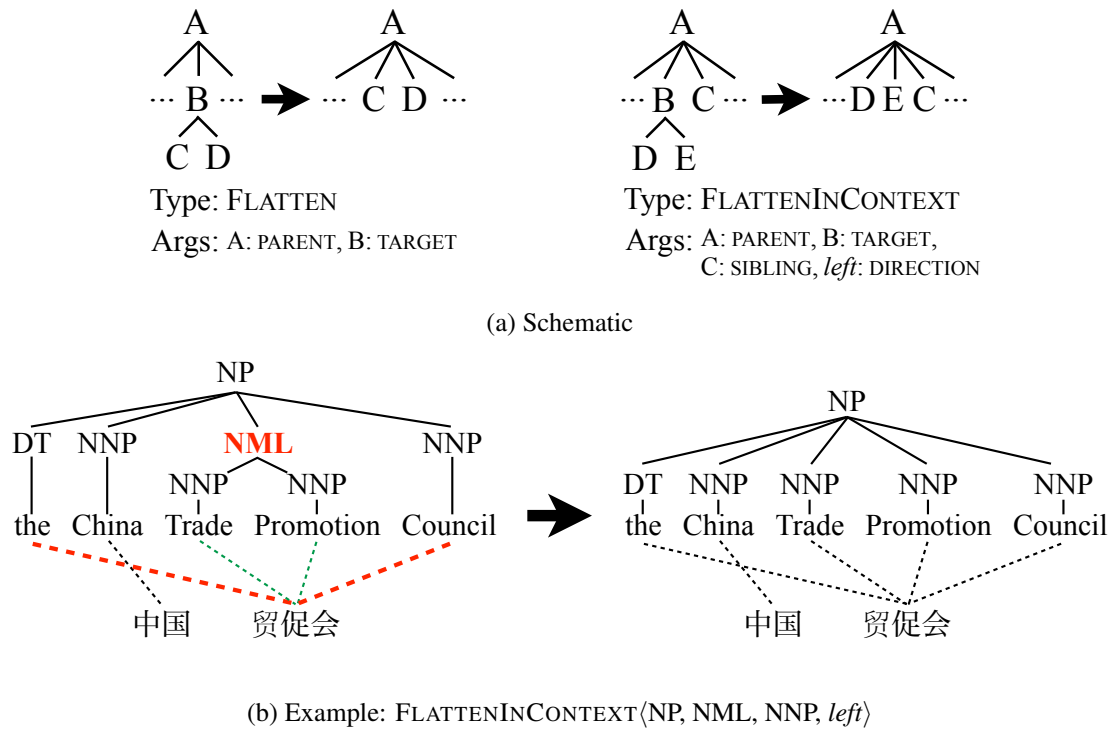 A A A A
··· B ··· ··· C D ··· ··· B C ··· ··· D E C ···
C D D E
Type: FLATTEN
Args: A: PARENT, B: TARGET
Type: FLATTENINCONTEXT
Args: A: PARENT, B: TARGET,
C: SIBLING, left: DIRECTION
(a) Schematic
NP
DT NNP NML NNP
NNP NNP
the China Trade Promotion Council
中国 贸促会
NP
DT NNP NNP NNP NNP
the China Trade Promotion Council
中国 贸促会
(b) Example: FLATTENINCONTEXT⟨NP, NML, NNP, left⟩